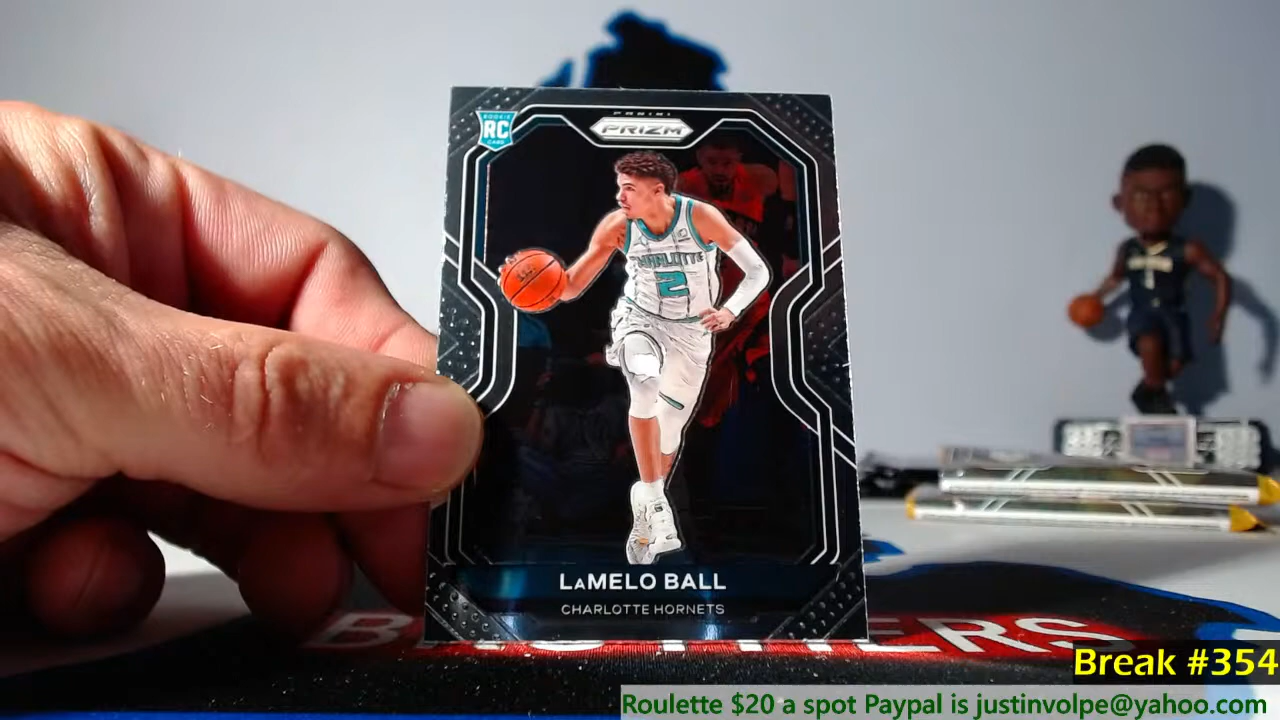 ROOKIE
RC
CARD
PANINI
PRIZM
CHARLOTTE
2
LaMELO BALL
CHARLOTTE HORNETS
Break #354
Roulette $20 a spot Paypal is justinvolpe@yahoo.com